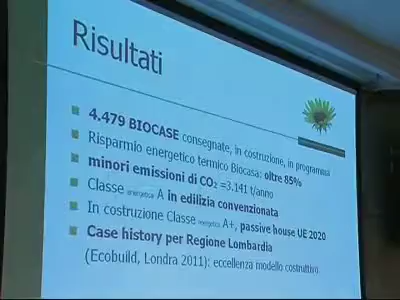 Risultati
4.479 BIOCASE consegnate, in costruzione, in programma
Risparmio energetico termico Biocasa: oltre 85%
minori emissioni di CO₂ =3.141 t/anno
Classe energetica A in edilizia convenzionata
In costruzione Classe energetica A+, passive house UE 2020
Case history per Regione Lombardia
(Ecobuild, Londra 2011): eccellenza modello costruttivo.